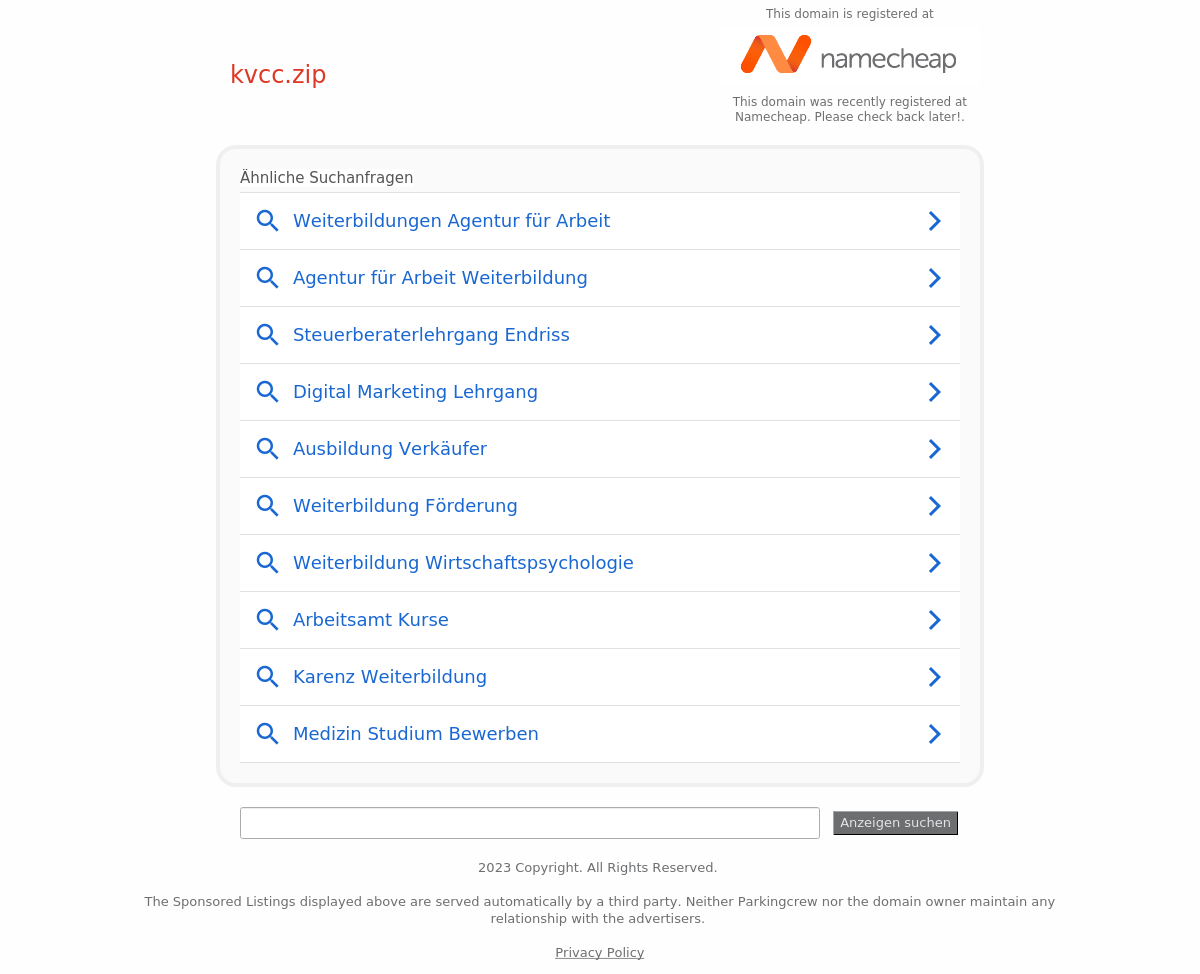 This domain is registered at
namecheap
kvcc.zip
This domain was recently registered at
Namecheap. Please check back later!.
Ähnliche Suchanfragen
Weiterbildungen Agentur für Arbeit
Agentur für Arbeit Weiterbildung
Steuerberaterlehrgang Endriss
Digital Marketing Lehrgang
Ausbildung Verkäufer
Weiterbildung Förderung
Weiterbildung Wirtschaftspsychologie
Arbeitsamt Kurse
Karenz Weiterbildung
Medizin Studium Bewerben
Anzeigen suchen
2023 Copyright. All Rights Reserved.
The Sponsored Listings displayed above are served automatically by a third party. Neither Parkingcrew nor the domain owner maintain any
relationship with the advertisers.
Privacy Policy